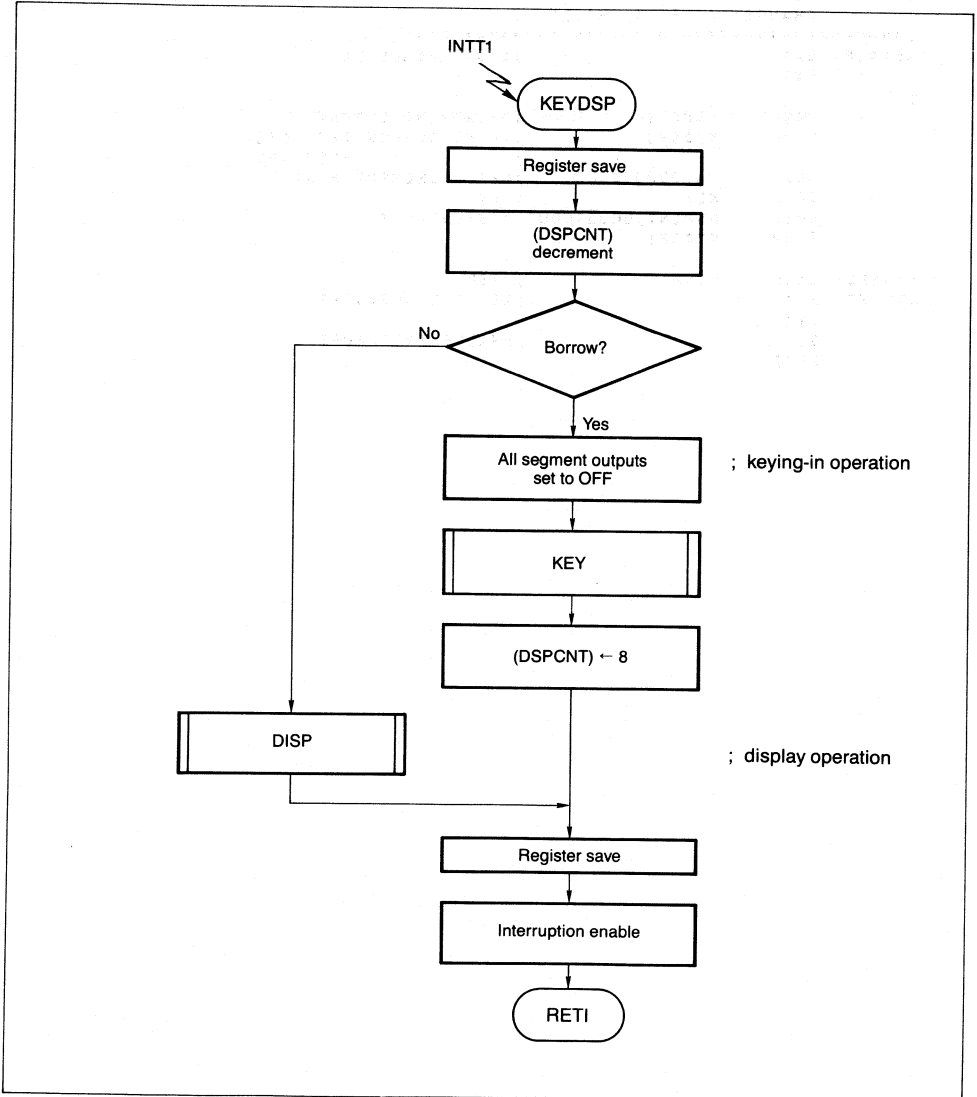 INTT1
KEYDSP
Register save
(DSPCNT)
decrement
Borrow?
No
Yes
All segment outputs
set to OFF
; keying-in operation
KEY
(DSPCNT) ← 8
DISP
; display operation
Register save
Interruption enable
RETI